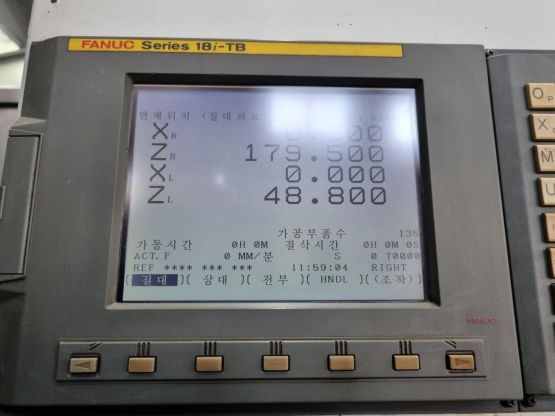 FANUC Series 18i-TB
현재위치 (절대좌표
X R 0.000
Z R 179.500
X L 0.000
Z L 48.800
가공부품수 135
가동시간 0H 0M 절삭시간 0H 0M 0S
ACT.F 0 MM/분 S 0 T0000
REF **** *** *** 11:59:04 RIGHT
( 절대 )( 상대 )( 전부 )( HNDL )( (조작) )
FANUC